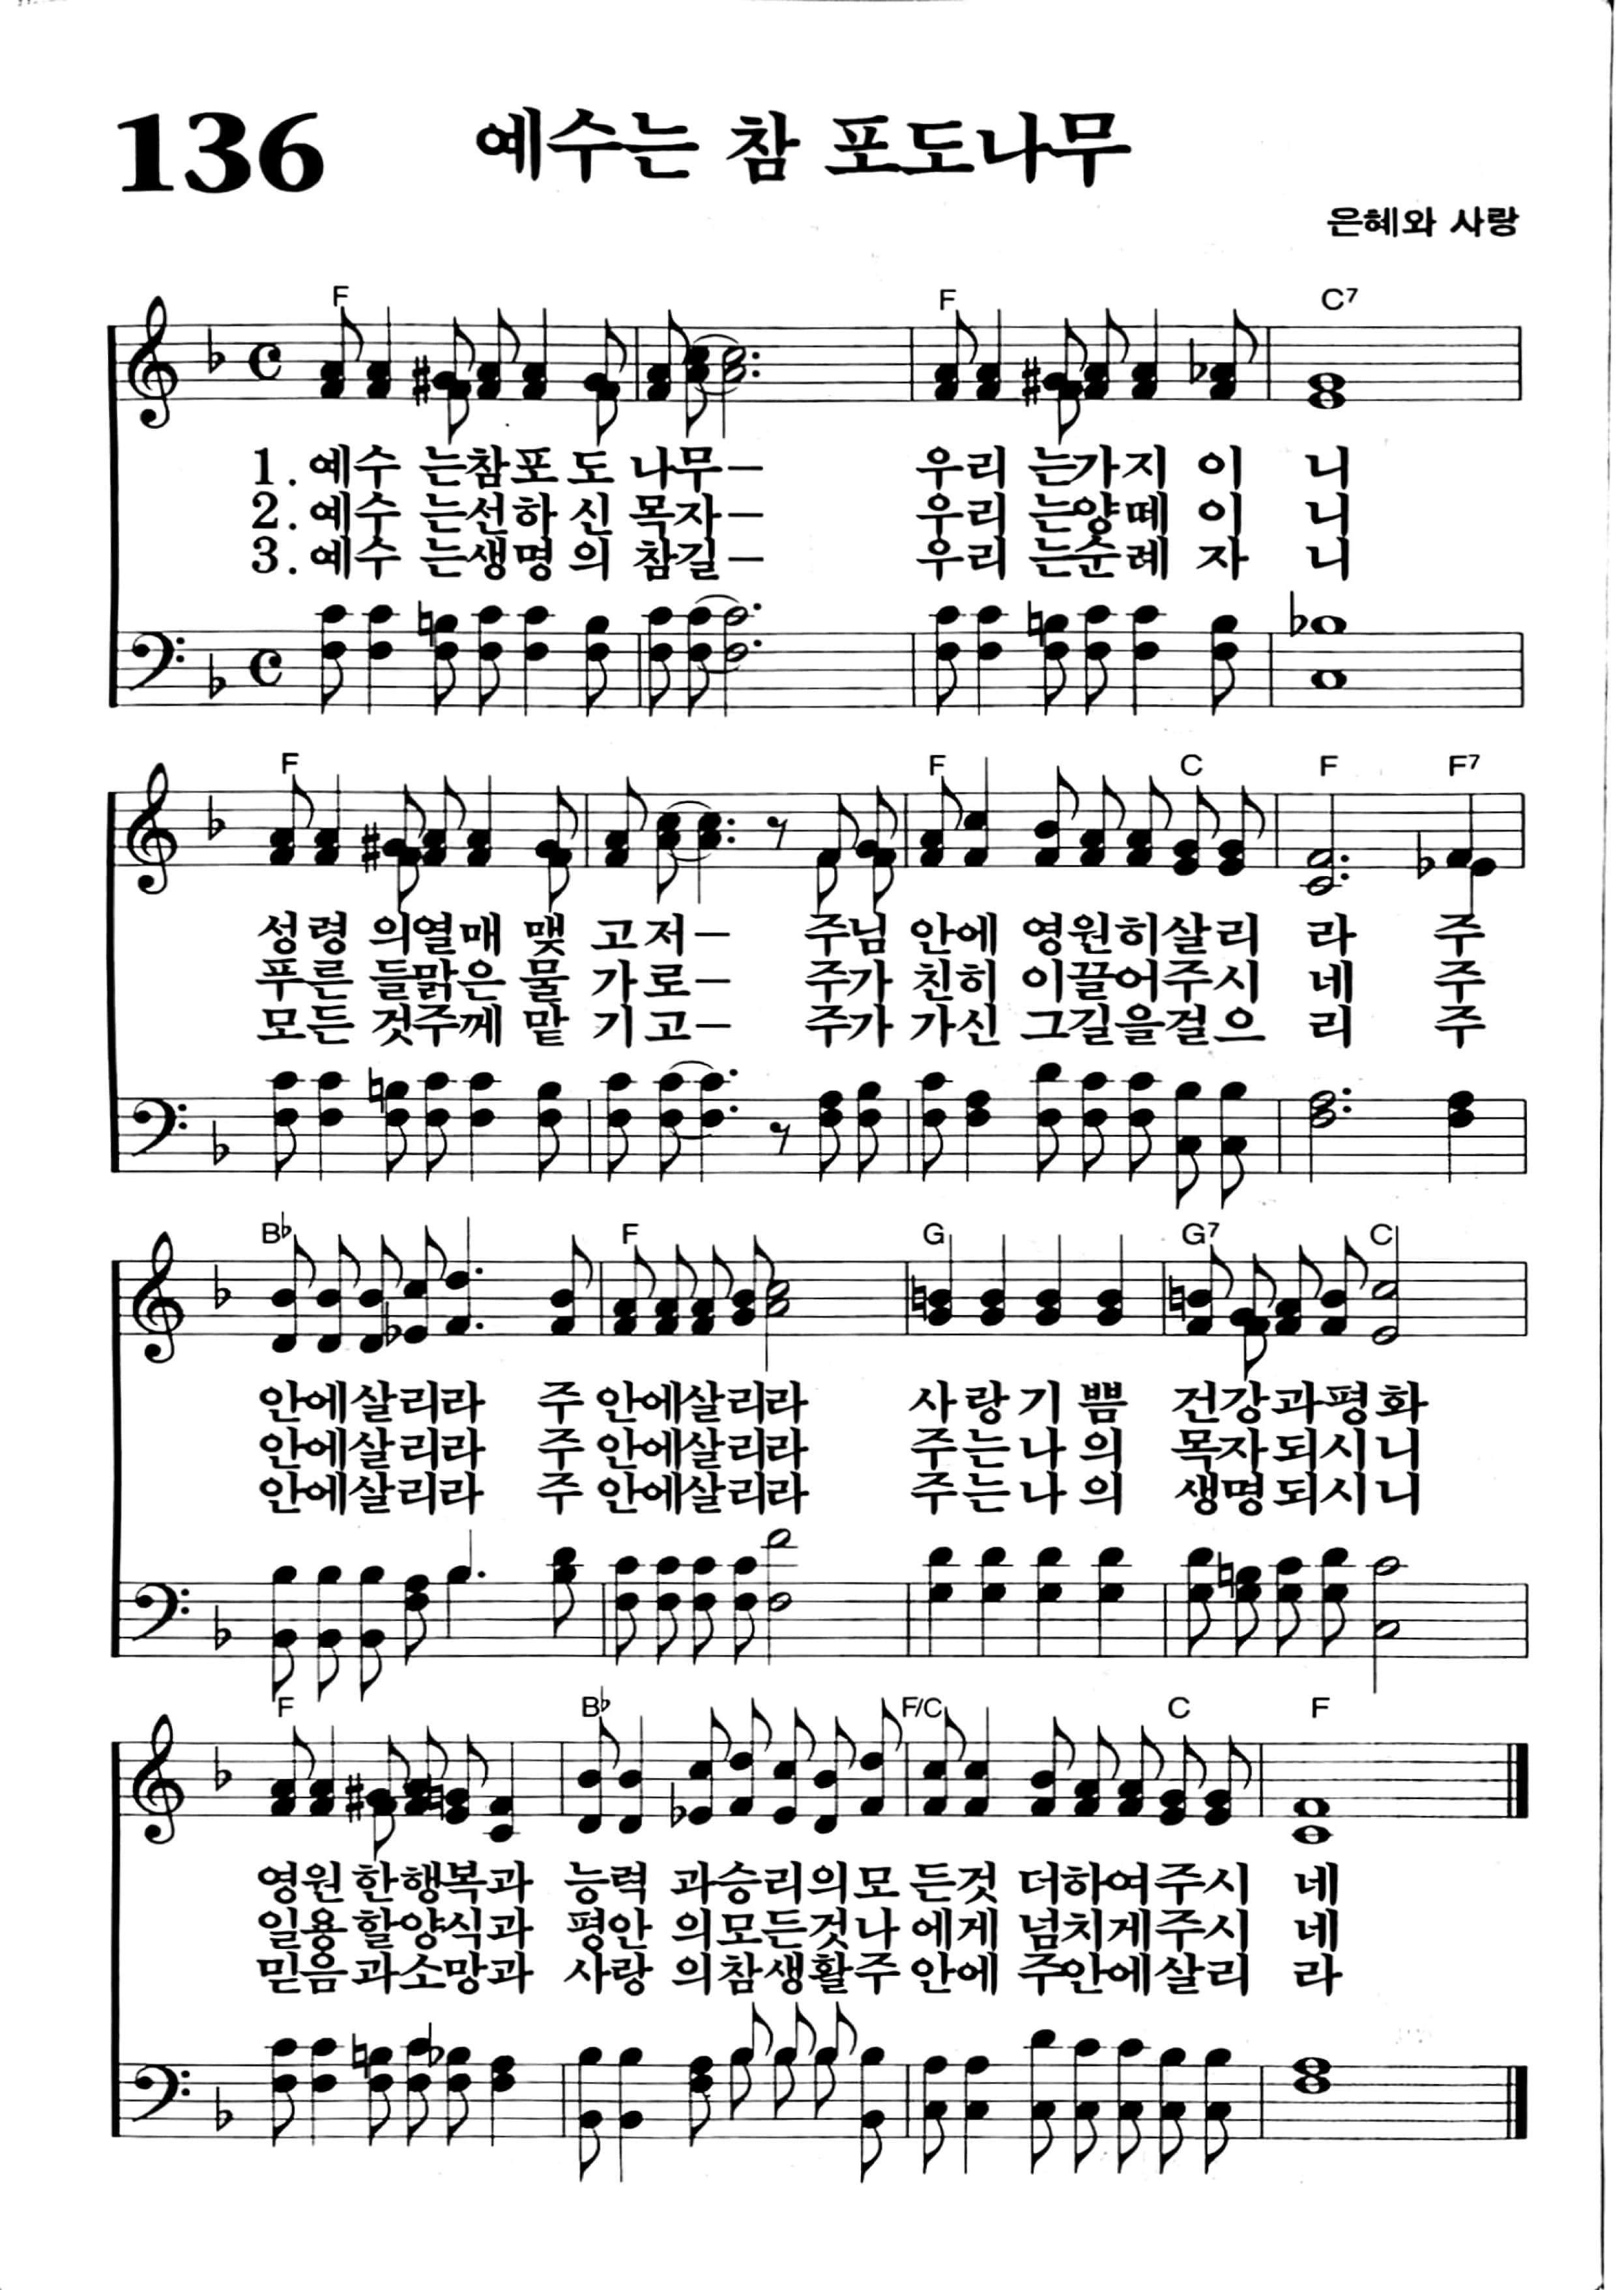 136 예수는 참 포도나무
은혜와 사랑
F F C7
1. 예수 는참포 도 나무— 우리 는가지 이 니
2. 예수 는선하 신 목자— 우리 는양떼 이 니
3. 예수 는생명 의 참길— 우리 는순례 자 니
F F C F F7
성령 의열매 맺 고저— 주님 안에 영원히살리 라 주
푸른 들맑은 물 가로— 주가 친히 이끌어주시 네 주
모든 것주께 맡 기고— 주가 가신 그길을걸으 리 주
B♭ F G G7 C
안에살리라 주 안에살리라 사랑기 쁨 건강과평화
안에살리라 주 안에살리라 주는나 의 목자되시니
안에살리라 주 안에살리라 주는나 의 생명되시니
F B♭ F/C C F
영원 한행복과 능력 과승리의모 든것 더하여주시 네
일용 할양식과 평안 의모든것나 에게 넘치게주시 네
믿음 과소망과 사랑 의참생활주 안에 주안에살리 라